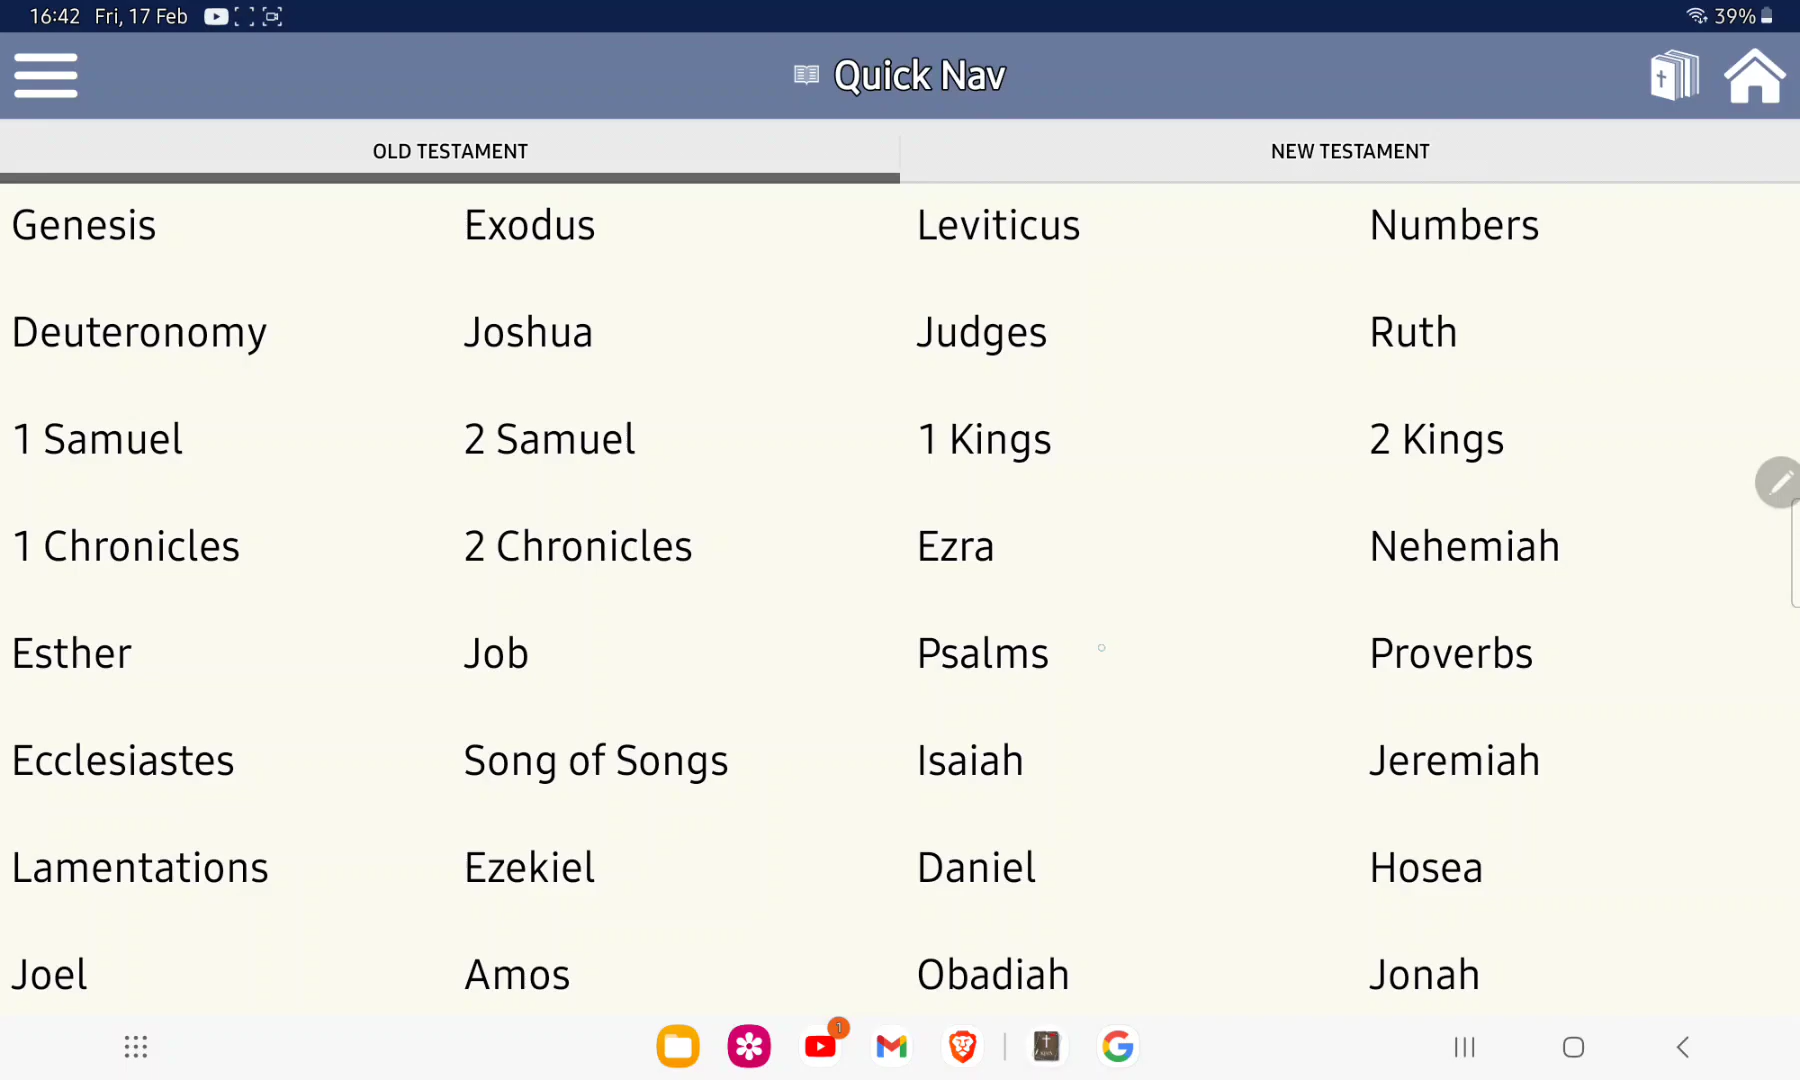 16:42 Fri, 17 Feb 39%
Quick Nav
OLD TESTAMENT NEW TESTAMENT
Genesis Exodus Leviticus Numbers
Deuteronomy Joshua Judges Ruth
1 Samuel 2 Samuel 1 Kings 2 Kings
1 Chronicles 2 Chronicles Ezra Nehemiah
Esther Job Psalms Proverbs
Ecclesiastes Song of Songs Isaiah Jeremiah
Lamentations Ezekiel Daniel Hosea
Joel Amos Obadiah Jonah
1